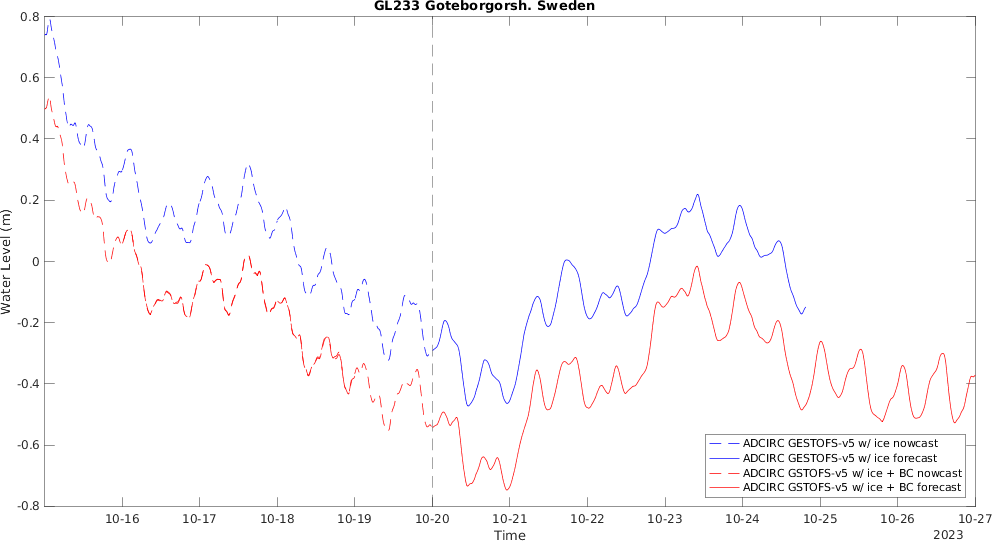 GL233 Goteborgorsh. Sweden
Water Level (m)
0.8
0.6
0.4
0.2
0
-0.2
-0.4
-0.6
-0.8
10-16 10-17 10-18 10-19 10-20 10-21 10-22 10-23 10-24 10-25 10-26 10-27
Time
2023
ADCIRC GESTOFS-v5 w/ ice nowcast
ADCIRC GESTOFS-v5 w/ ice forecast
ADCIRC GSTOFS-v5 w/ ice + BC nowcast
ADCIRC GSTOFS-v5 w/ ice + BC forecast